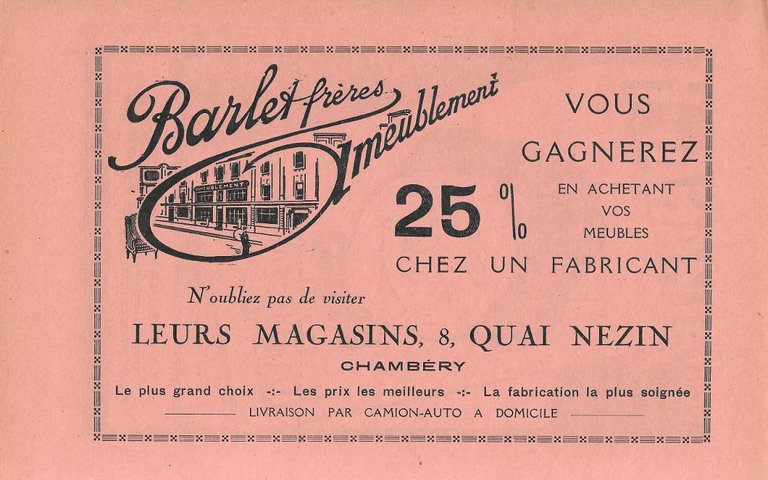 Barlet frères
Ameublement
AMEUBLEMENT
VOUS
GAGNEREZ
25 %
EN ACHETANT
VOS
MEUBLES
CHEZ UN FABRICANT
N'oubliez pas de visiter
LEURS MAGASINS, 8, QUAI NEZIN
CHAMBÉRY
Le plus grand choix -:- Les prix les meilleurs -:- La fabrication la plus soignée
LIVRAISON PAR CAMION-AUTO A DOMICILE